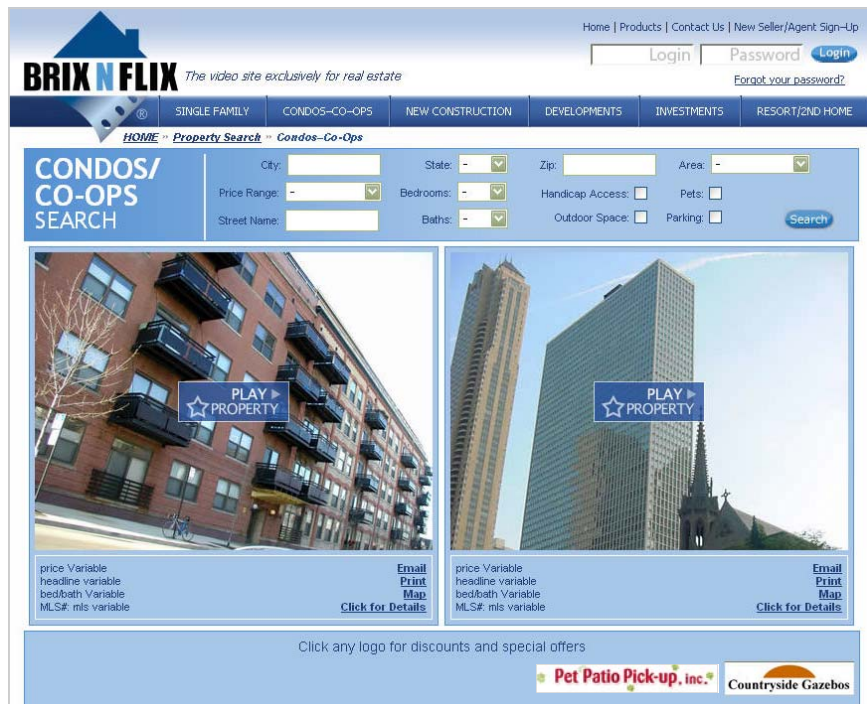 Home | Products | Contact Us | New Seller/Agent Sign-Up
Login Password Login
BRIX N FLIX The video site exclusively for real estate
Forgot your password?
® SINGLE FAMILY CONDOS-CO-OPS NEW CONSTRUCTION DEVELOPMENTS INVESTMENTS RESORT/2ND HOME
HOME » Property Search » Condos-Co-Ops
CONDOS/
CO-OPS
SEARCH
City: State: - Zip: Area: -
Price Range: - Bedrooms: - Handicap Access: Pets:
Street Name: Baths: - Outdoor Space: Parking: Search
PLAY
PROPERTY
PLAY
PROPERTY
price Variable Email
headline variable Print
bed/bath Variable Map
MLS#: mls variable Click for Details
price Variable Email
headline variable Print
bed/bath Variable Map
MLS#: mls variable Click for Details
Click any logo for discounts and special offers
Pet Patio Pick-up, inc.
Countryside Gazebos